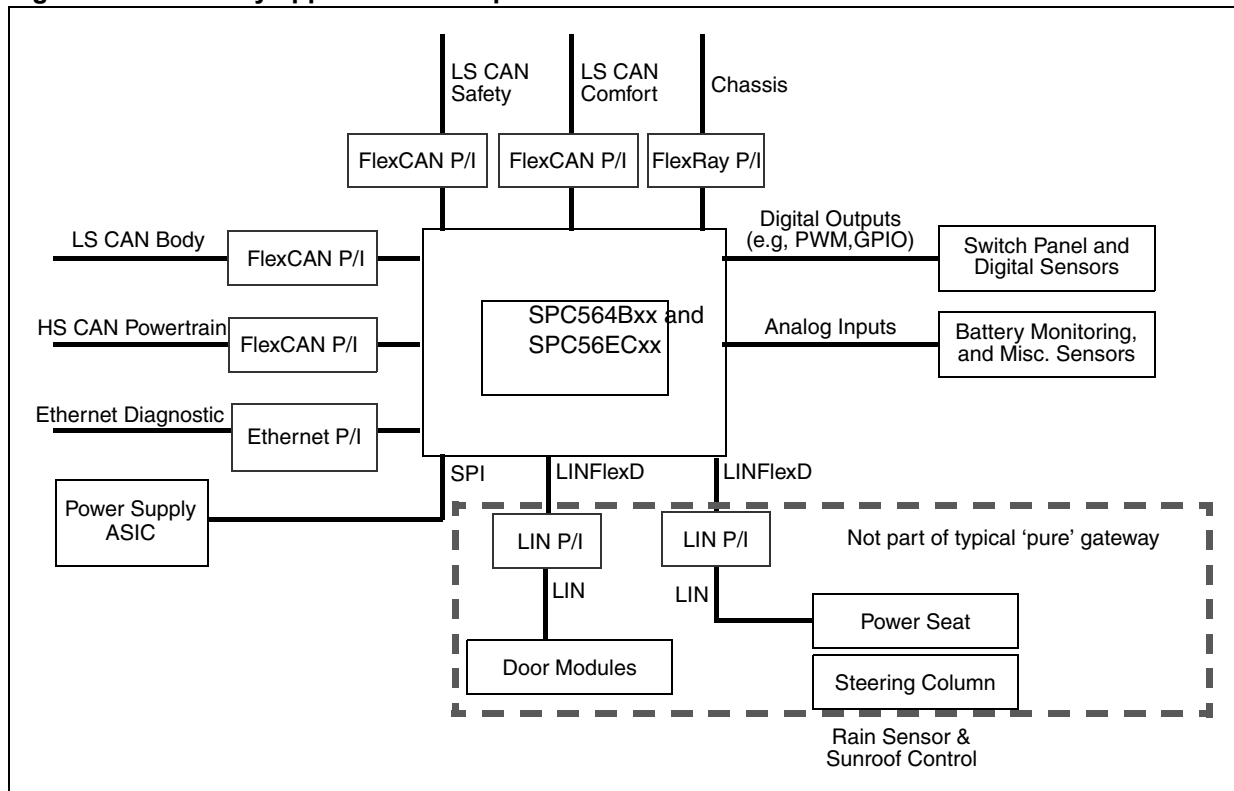 LS CAN
Safety
LS CAN
Comfort
Chassis
FlexCAN P/I
FlexCAN P/I
FlexRay P/I
LS CAN Body
FlexCAN P/I
Digital Outputs
(e.g, PWM,GPIO)
Switch Panel and
Digital Sensors
HS CAN Powertrain
FlexCAN P/I
SPC564Bxx and
SPC56ECxx
Analog Inputs
Battery Monitoring,
and Misc. Sensors
Ethernet Diagnostic
Ethernet P/I
SPI
LINFlexD
LINFlexD
Power Supply
ASIC
LIN P/I
LIN P/I
Not part of typical ‘pure’ gateway
LIN
LIN
Power Seat
Door Modules
Steering Column
Rain Sensor &
Sunroof Control